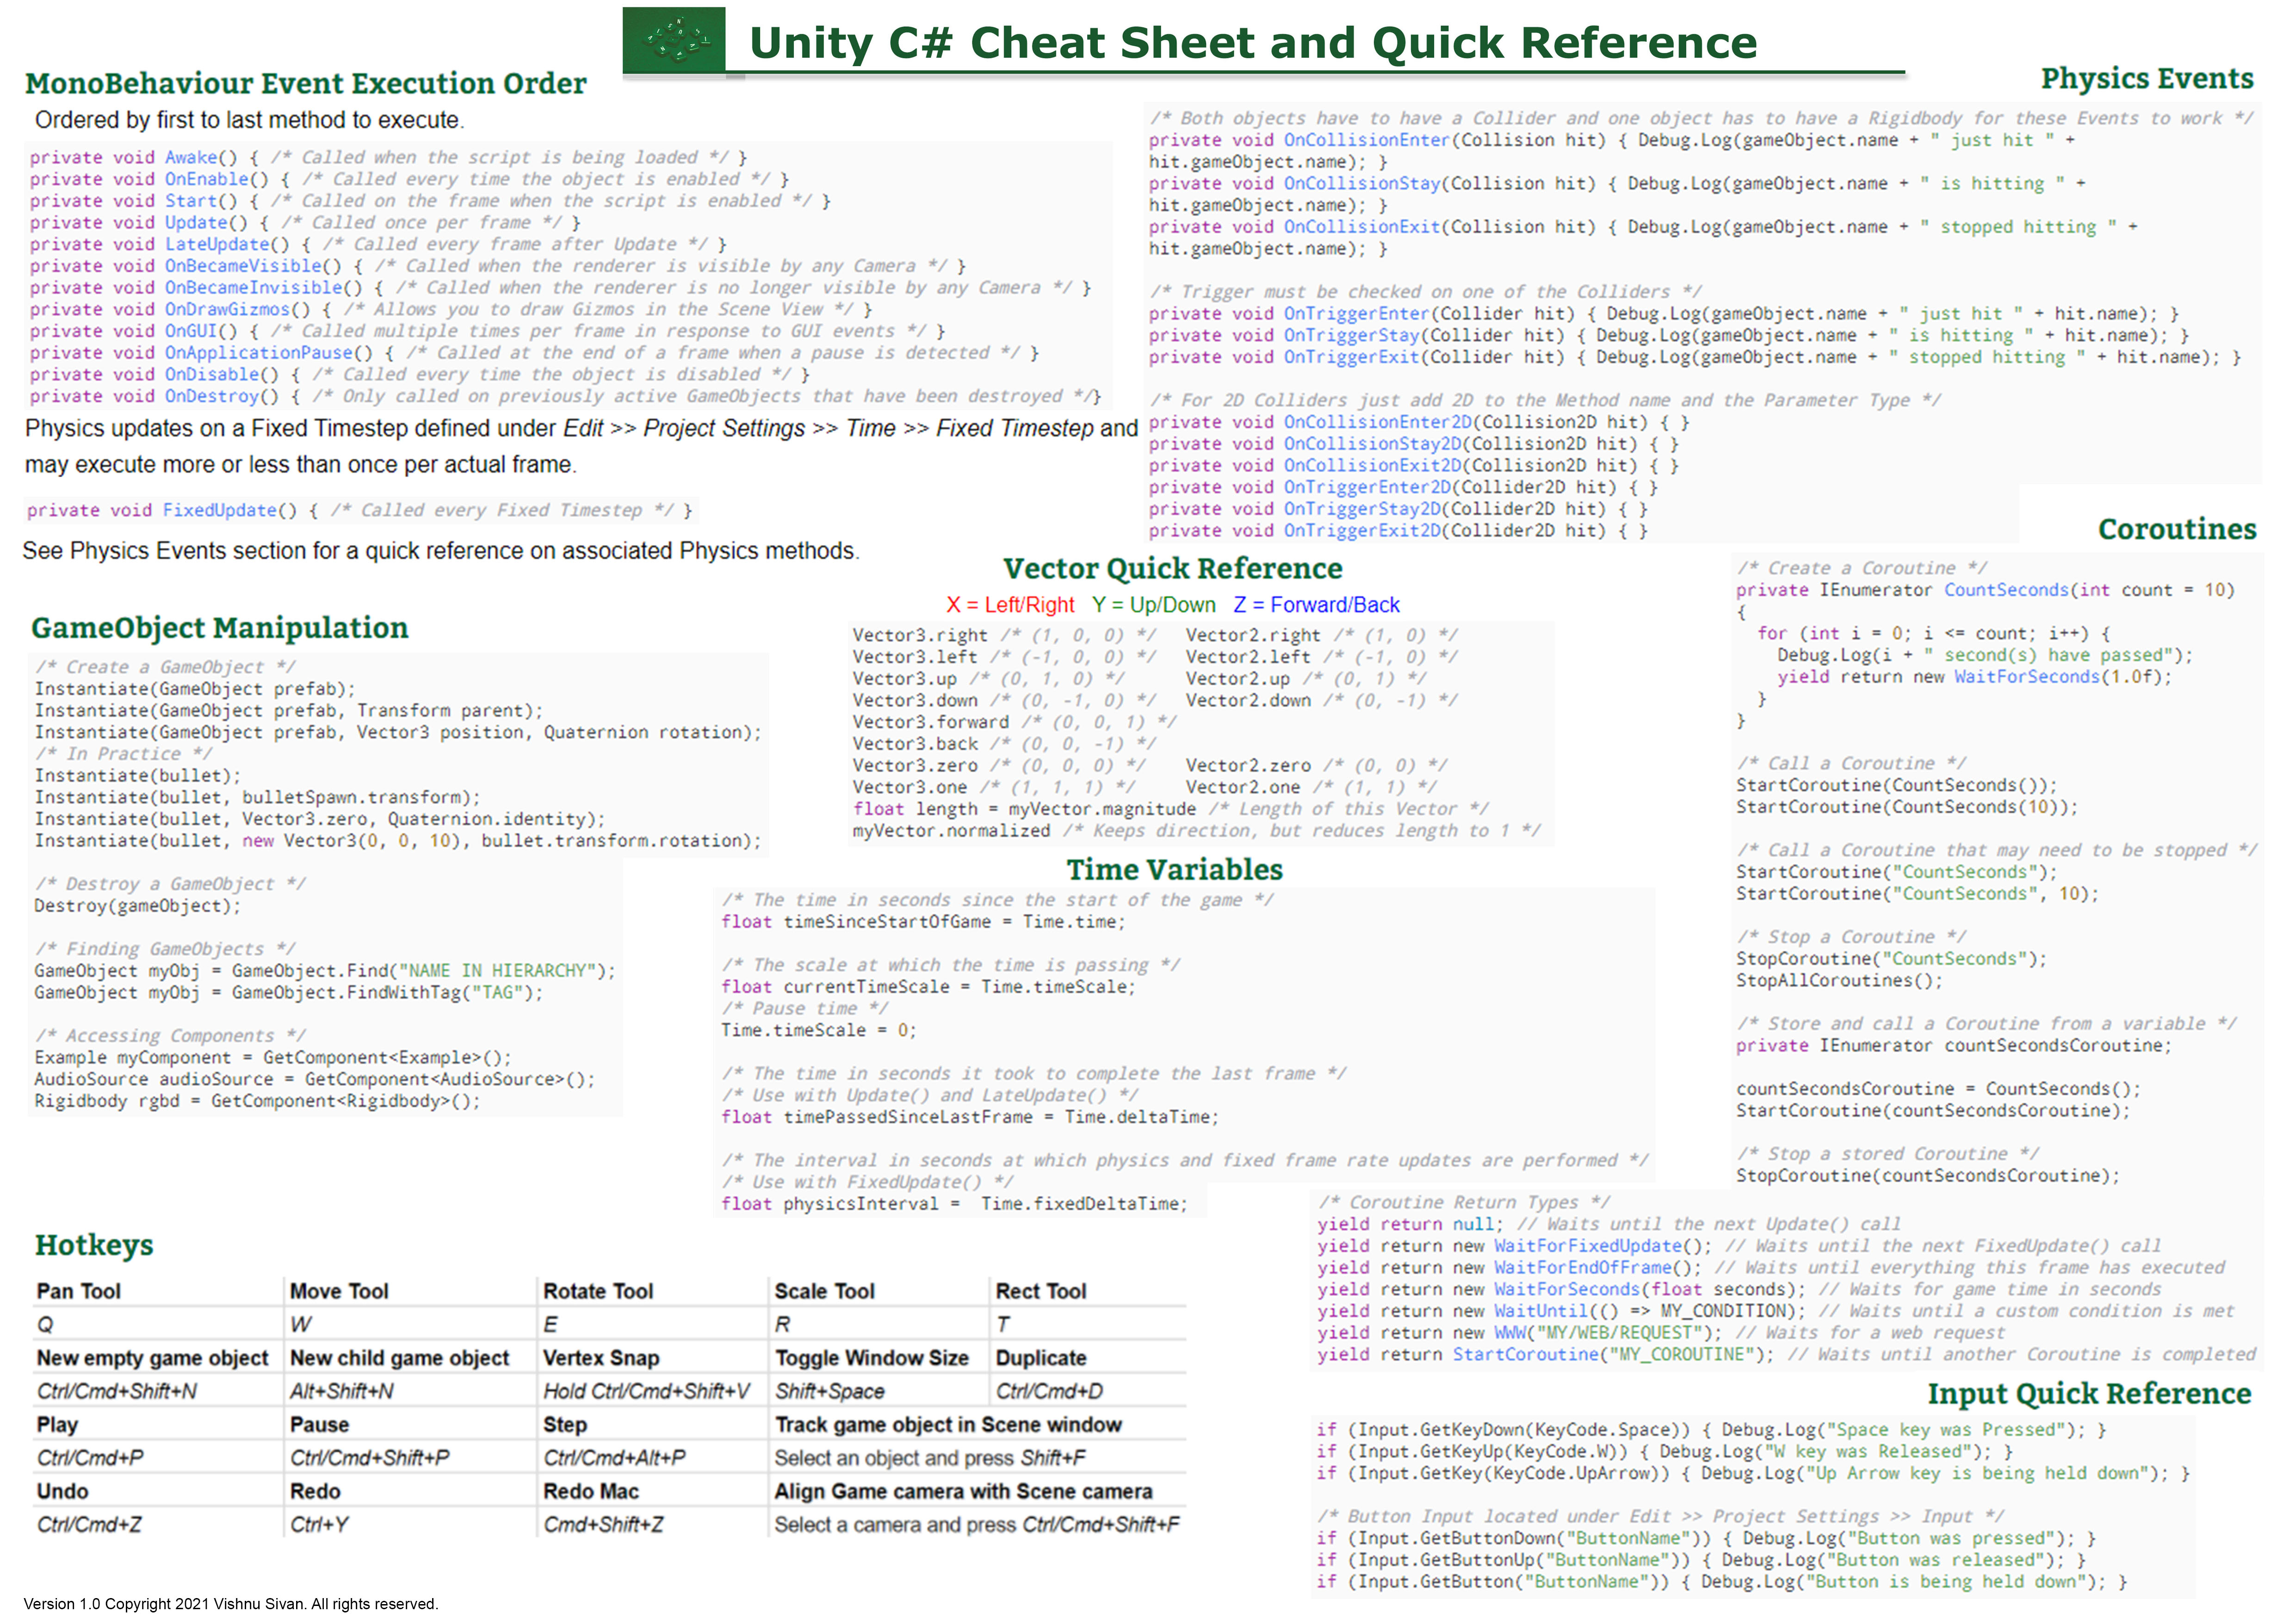 Unity C# Cheat Sheet and Quick Reference
MonoBehaviour Event Execution Order
Ordered by first to last method to execute.
private void Awake() { /* Called when the script is being loaded */ }
private void OnEnable() { /* Called every time the object is enabled */ }
private void Start() { /* Called on the frame when the script is enabled */ }
private void Update() { /* Called once per frame */ }
private void LateUpdate() { /* Called every frame after Update */ }
private void OnBecameVisible() { /* Called when the renderer is visible by any Camera */ }
private void OnBecameInvisible() { /* Called when the renderer is no longer visible by any Camera */ }
private void OnDrawGizmos() { /* Allows you to draw Gizmos in the Scene View */ }
private void OnGUI() { /* Called multiple times per frame in response to GUI events */ }
private void OnApplicationPause() { /* Called at the end of a frame when a pause is detected */ }
private void OnDisable() { /* Called every time the object is disabled */ }
private void OnDestroy() { /* Only called on previously active GameObjects that have been destroyed */}
Physics updates on a Fixed Timestep defined under Edit >> Project Settings >> Time >> Fixed Timestep and
may execute more or less than once per actual frame.
private void FixedUpdate() { /* Called every Fixed Timestep */ }
See Physics Events section for a quick reference on associated Physics methods.
Physics Events
/* Both objects have to have a Collider and one object has to have a Rigidbody for these Events to work */
private void OnCollisionEnter(Collision hit) { Debug.Log(gameObject.name + " just hit " +
hit.gameObject.name); }
private void OnCollisionStay(Collision hit) { Debug.Log(gameObject.name + " is hitting " +
hit.gameObject.name); }
private void OnCollisionExit(Collision hit) { Debug.Log(gameObject.name + " stopped hitting " +
hit.gameObject.name); }
/* Trigger must be checked on one of the Colliders */
private void OnTriggerEnter(Collider hit) { Debug.Log(gameObject.name + " just hit " + hit.name); }
private void OnTriggerStay(Collider hit) { Debug.Log(gameObject.name + " is hitting " + hit.name); }
private void OnTriggerExit(Collider hit) { Debug.Log(gameObject.name + " stopped hitting " + hit.name); }
/* For 2D Colliders just add 2D to the Method name and the Parameter Type */
private void OnCollisionEnter2D(Collision2D hit) { }
private void OnCollisionStay2D(Collision2D hit) { }
private void OnCollisionExit2D(Collision2D hit) { }
private void OnTriggerEnter2D(Collider2D hit) { }
private void OnTriggerStay2D(Collider2D hit) { }
private void OnTriggerExit2D(Collider2D hit) { }
GameObject Manipulation
/* Create a GameObject */
Instantiate(GameObject prefab);
Instantiate(GameObject prefab, Transform parent);
Instantiate(GameObject prefab, Vector3 position, Quaternion rotation);
/* In Practice */
Instantiate(bullet);
Instantiate(bullet, bulletSpawn.transform);
Instantiate(bullet, Vector3.zero, Quaternion.identity);
Instantiate(bullet, new Vector3(0, 0, 10), bullet.transform.rotation);
/* Destroy a GameObject */
Destroy(gameObject);
/* Finding GameObjects */
GameObject myObj = GameObject.Find("NAME IN HIERARCHY");
GameObject myObj = GameObject.FindWithTag("TAG");
/* Accessing Components */
Example myComponent = GetComponent<Example>();
AudioSource audioSource = GetComponent<AudioSource>();
Rigidbody rgbd = GetComponent<Rigidbody>();
Vector Quick Reference
X = Left/Right Y = Up/Down Z = Forward/Back
Vector3.right /* (1, 0, 0) */ Vector2.right /* (1, 0) */
Vector3.left /* (-1, 0, 0) */ Vector2.left /* (-1, 0) */
Vector3.up /* (0, 1, 0) */ Vector2.up /* (0, 1) */
Vector3.down /* (0, -1, 0) */ Vector2.down /* (0, -1) */
Vector3.forward /* (0, 0, 1) */
Vector3.back /* (0, 0, -1) */
Vector3.zero /* (0, 0, 0) */ Vector2.zero /* (0, 0) */
Vector3.one /* (1, 1, 1) */ Vector2.one /* (1, 1) */
float length = myVector.magnitude /* Length of this Vector */
myVector.normalized /* Keeps direction, but reduces length to 1 */
Time Variables
/* The time in seconds since the start of the game */
float timeSinceStartOfGame = Time.time;
/* The scale at which the time is passing */
float currentTimeScale = Time.timeScale;
/* Pause time */
Time.timeScale = 0;
/* The time in seconds it took to complete the last frame */
/* Use with Update() and LateUpdate() */
float timePassedSinceLastFrame = Time.deltaTime;
/* The interval in seconds at which physics and fixed frame rate updates are performed */
/* Use with FixedUpdate() */
float physicsInterval = Time.fixedDeltaTime;
Coroutines
/* Create a Coroutine */
private IEnumerator CountSeconds(int count = 10)
{
for (int i = 0; i <= count; i++) {
Debug.Log(i + " second(s) have passed");
yield return new WaitForSeconds(1.0f);
}
}
/* Call a Coroutine */
StartCoroutine(CountSeconds());
StartCoroutine(CountSeconds(10));
/* Call a Coroutine that may need to be stopped */
StartCoroutine("CountSeconds");
StartCoroutine("CountSeconds", 10);
/* Stop a Coroutine */
StopCoroutine("CountSeconds");
StopAllCoroutines();
/* Store and call a Coroutine from a variable */
private IEnumerator countSecondsCoroutine;
countSecondsCoroutine = CountSeconds();
StartCoroutine(countSecondsCoroutine);
/* Stop a stored Coroutine */
StopCoroutine(countSecondsCoroutine);
/* Coroutine Return Types */
yield return null; // Waits until the next Update() call
yield return new WaitForFixedUpdate(); // Waits until the next FixedUpdate() call
yield return new WaitForEndOfFrame(); // Waits until everything this frame has executed
yield return new WaitForSeconds(float seconds); // Waits for game time in seconds
yield return new WaitUntil(() => MY_CONDITION); // Waits until a custom condition is met
yield return new WWW("MY/WEB/REQUEST"); // Waits for a web request
yield return StartCoroutine("MY_COROUTINE"); // Waits until another Coroutine is completed
Hotkeys
Pan Tool Move Tool Rotate Tool Scale Tool Rect Tool
Q W E R T
New empty game object New child game object Vertex Snap Toggle Window Size Duplicate
Ctrl/Cmd+Shift+N Alt+Shift+N Hold Ctrl/Cmd+Shift+V Shift+Space Ctrl/Cmd+D
Play Pause Step Track game object in Scene window
Ctrl/Cmd+P Ctrl/Cmd+Shift+P Ctrl/Cmd+Alt+P Select an object and press Shift+F
Undo Redo Redo Mac Align Game camera with Scene camera
Ctrl/Cmd+Z Ctrl+Y Cmd+Shift+Z Select a camera and press Ctrl/Cmd+Shift+F
Input Quick Reference
if (Input.GetKeyDown(KeyCode.Space)) { Debug.Log("Space key was Pressed"); }
if (Input.GetKeyUp(KeyCode.W)) { Debug.Log("W key was Released"); }
if (Input.GetKey(KeyCode.UpArrow)) { Debug.Log("Up Arrow key is being held down"); }
/* Button Input located under Edit >> Project Settings >> Input */
if (Input.GetButtonDown("ButtonName")) { Debug.Log("Button was pressed"); }
if (Input.GetButtonUp("ButtonName")) { Debug.Log("Button was released"); }
if (Input.GetButton("ButtonName")) { Debug.Log("Button is being held down"); }
Version 1.0 Copyright 2021 Vishnu Sivan. All rights reserved.